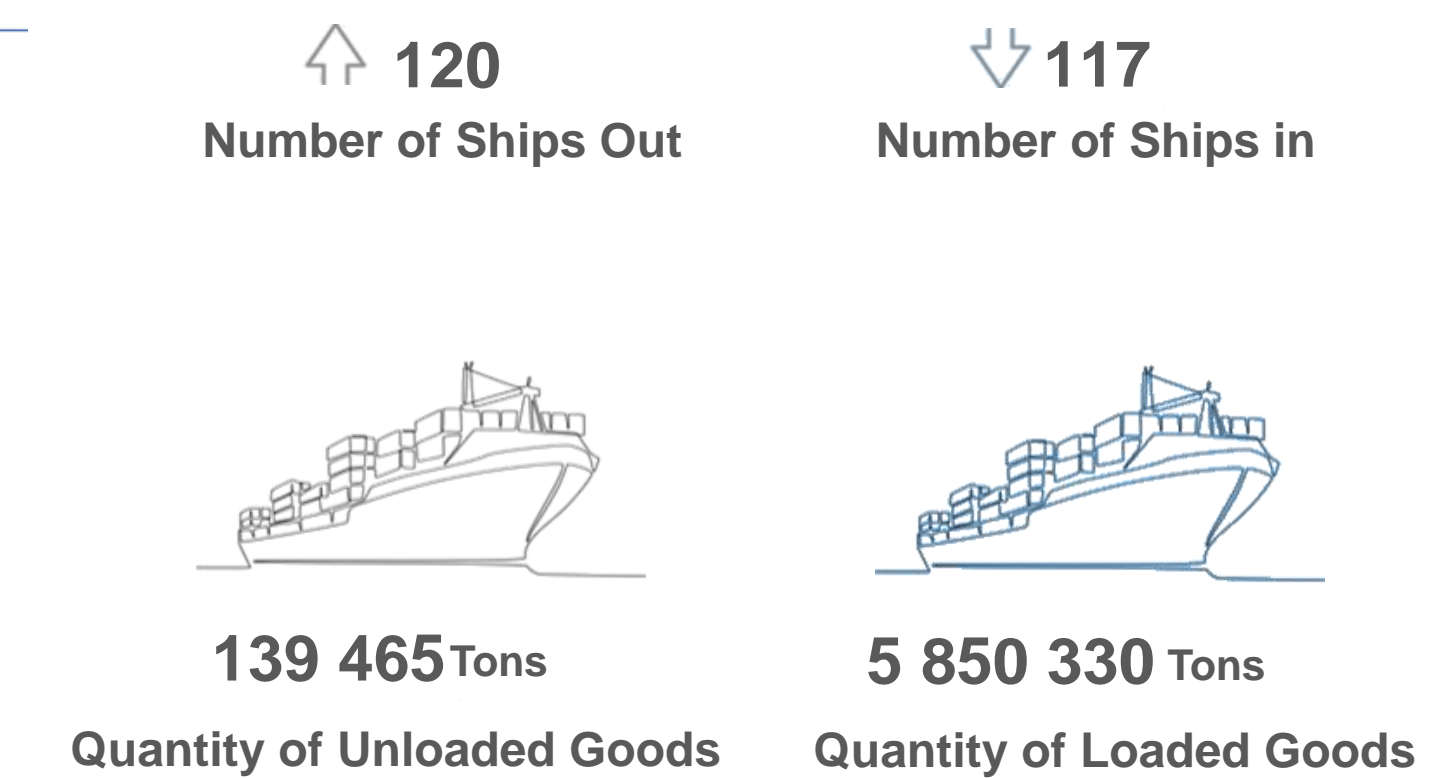 120
Number of Ships Out
117
Number of Ships in
139 465 Tons
Quantity of Unloaded Goods
5 850 330 Tons
Quantity of Loaded Goods